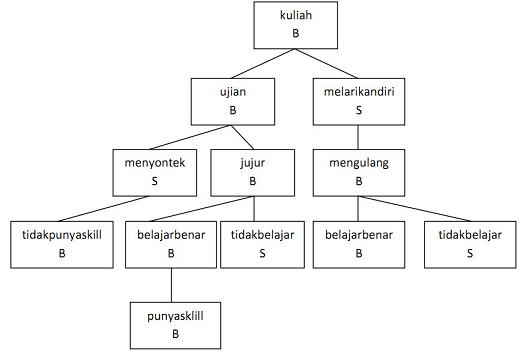 kuliah
B
ujian
B
melarikandiri
S
menyontek
S
jujur
B
mengulang
B
tidakpunyaskill
B
belajarbenar
B
tidakbelajar
S
belajarbenar
B
tidakbelajar
S
punyasklill
B